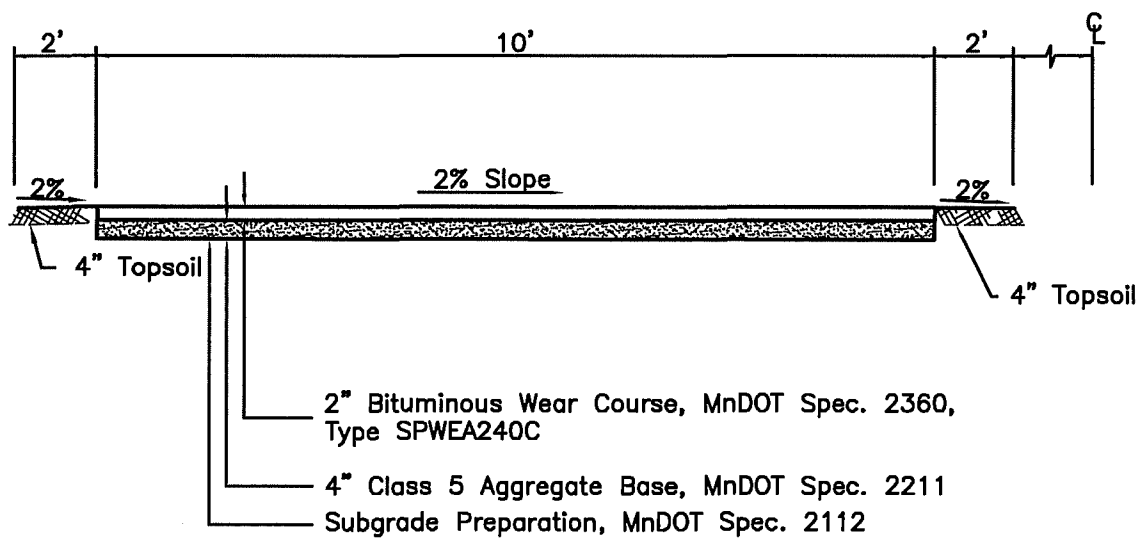 ℄
2' 10' 2'
2% 2% Slope 2%
4" Topsoil
4" Topsoil
2" Bituminous Wear Course, MnDOT Spec. 2360,
Type SPWEA240C
4" Class 5 Aggregate Base, MnDOT Spec. 2211
Subgrade Preparation, MnDOT Spec. 2112